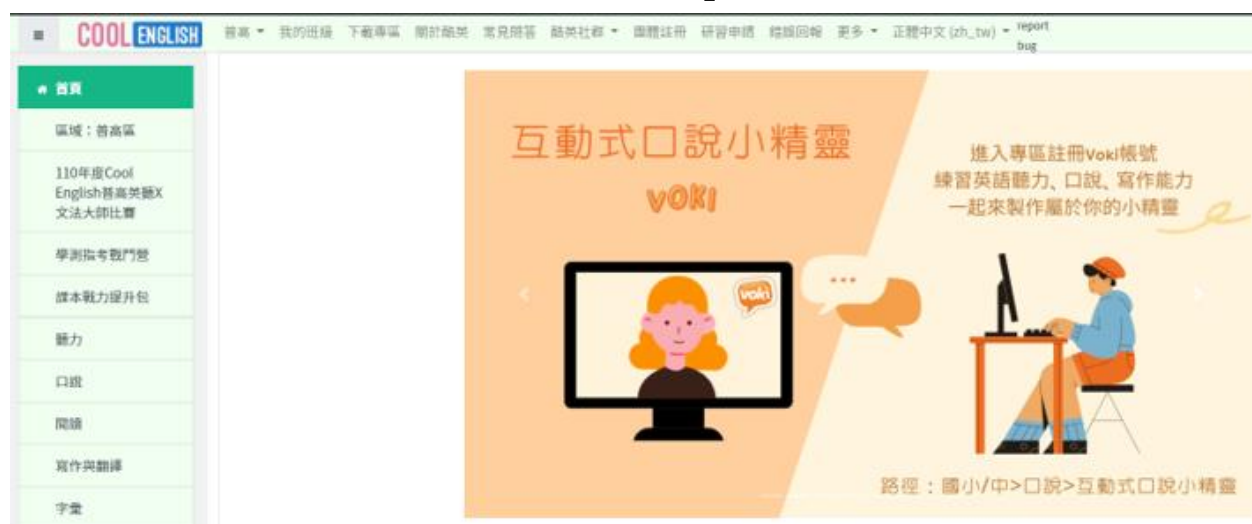 COOL ENGLISH
普高 我的班級 下載專區 關於酷英 常見問答 酷英社群 團體註冊 研習申請 錯誤回報 更多 正體中文 (zh_tw) report
bug
首頁
區域：普高區
110年度Cool
English普高英聽X
文法大師比賽
學測指考戰鬥營
課本戰力提升包
聽力
口說
閱讀
寫作與翻譯
字彙
互動式口說小精靈
VOKI
進入專區註冊Voki帳號
練習英語聽力、口說、寫作能力
一起來製作屬於你的小精靈
voki
路徑：國小/中>口說>互動式口說小精靈